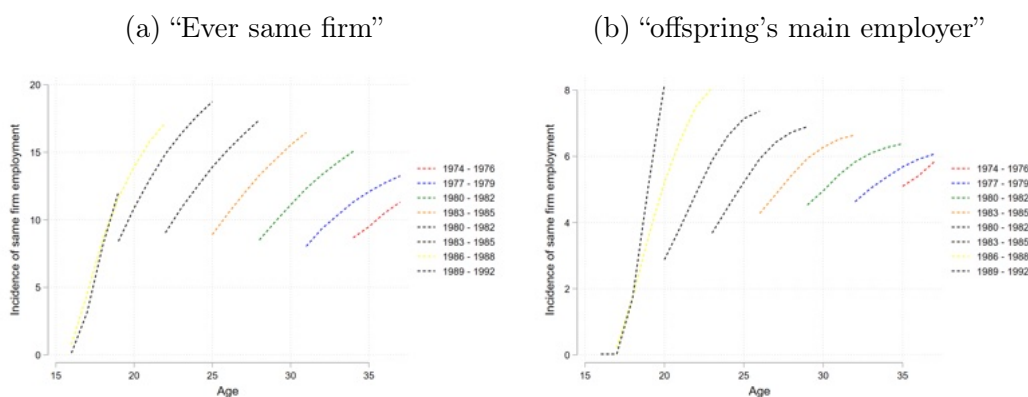 (a) “Ever same firm”
Incidence of same firm employment
20
15
10
5
0
15
20
25
30
35
Age
1974 - 1976
1977 - 1979
1980 - 1982
1983 - 1985
1980 - 1982
1983 - 1985
1986 - 1988
1989 - 1992
(b) “offspring’s main employer”
Incidence of same firm employment
8
6
4
2
0
15
20
25
30
35
Age
1974 - 1976
1977 - 1979
1980 - 1982
1983 - 1985
1980 - 1982
1983 - 1985
1986 - 1988
1989 - 1992